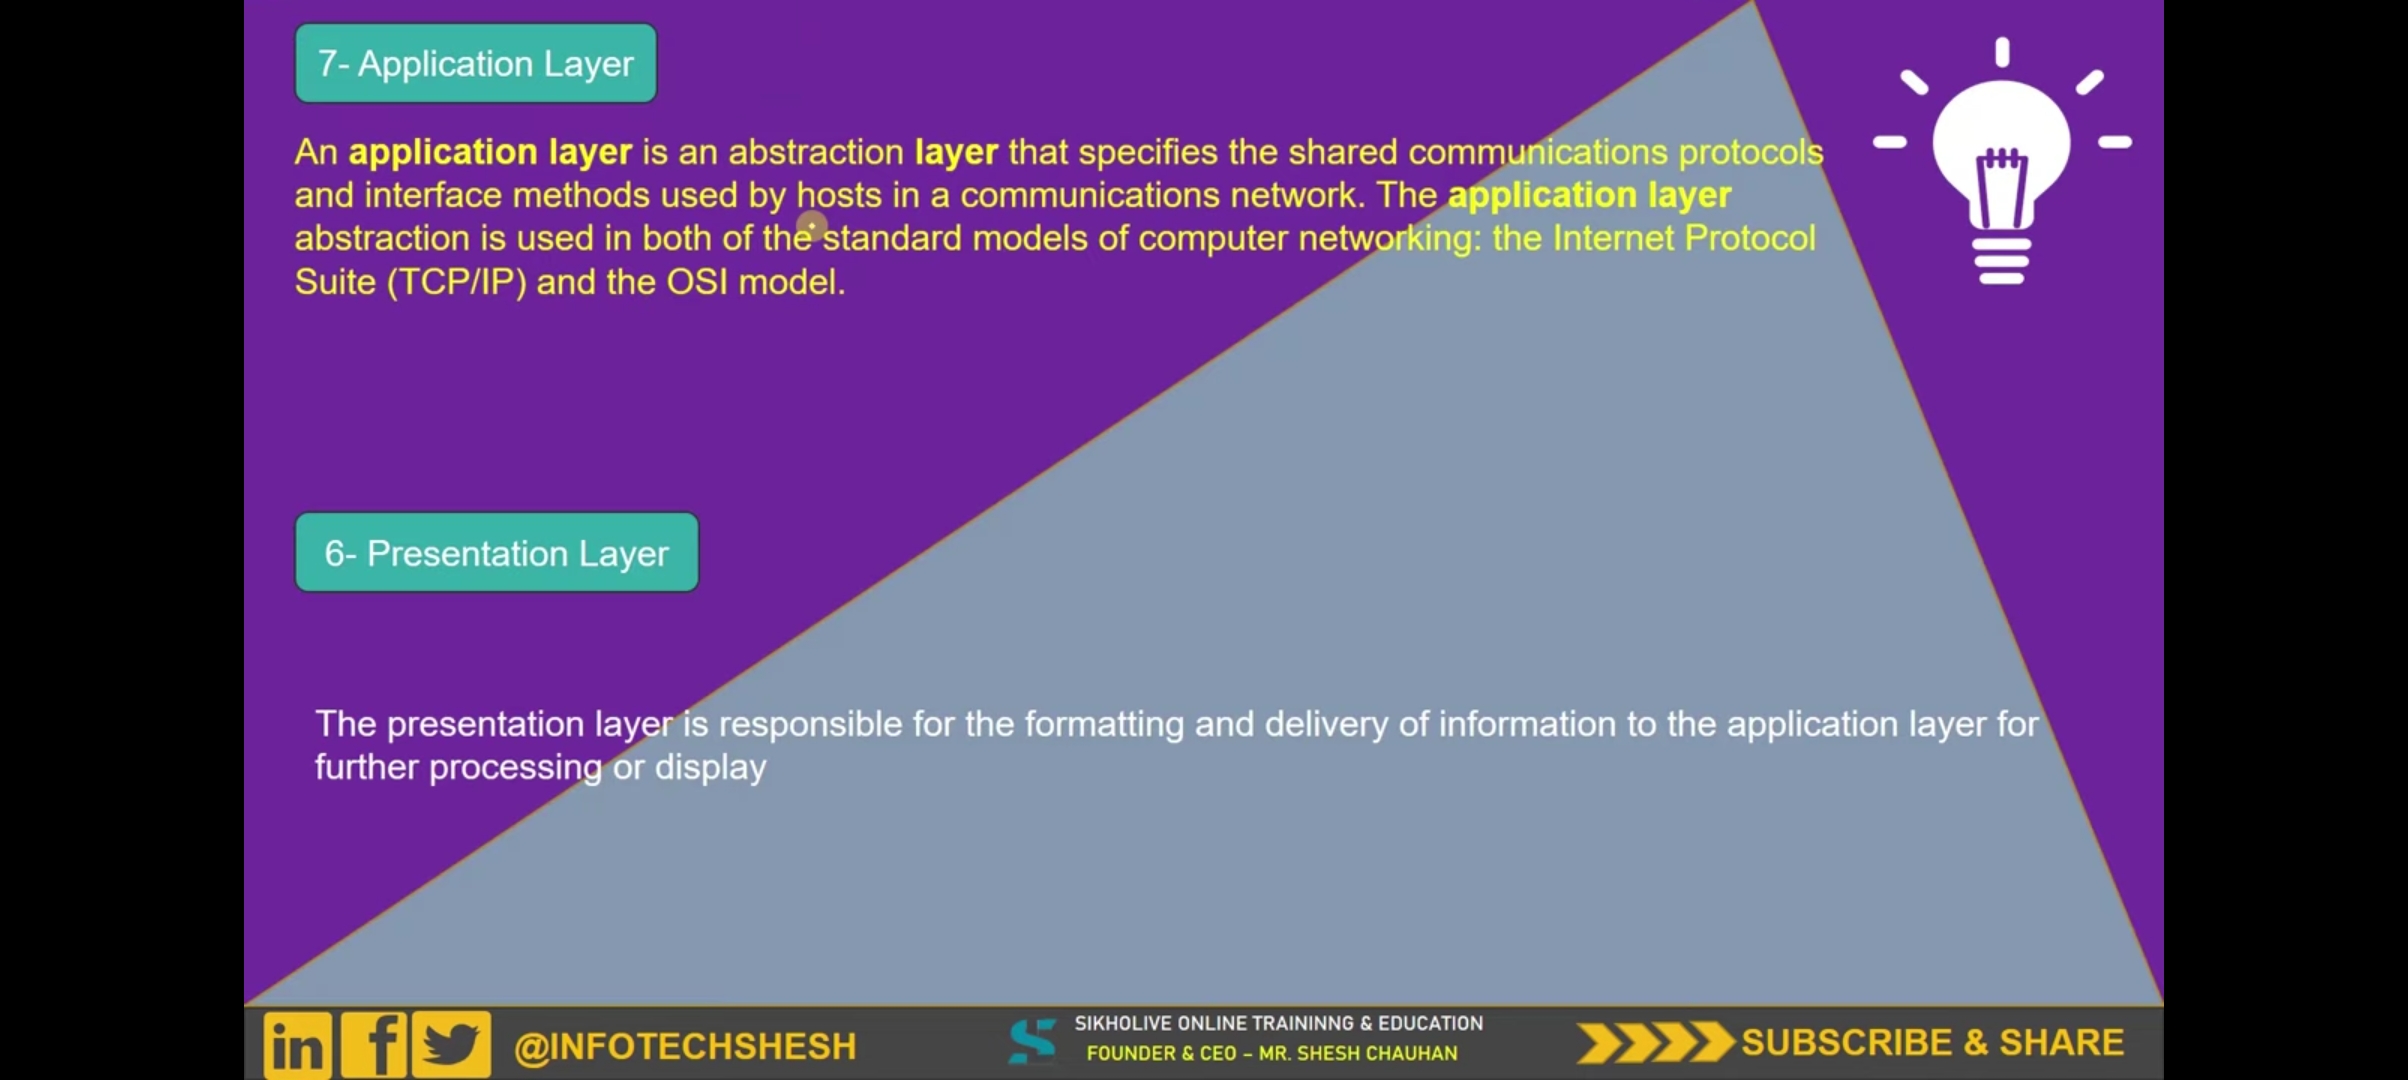 7- Application Layer
An application layer is an abstraction layer that specifies the shared communications protocols
and interface methods used by hosts in a communications network. The application layer
abstraction is used in both of the standard models of computer networking: the Internet Protocol
Suite (TCP/IP) and the OSI model.
6- Presentation Layer
The presentation layer is responsible for the formatting and delivery of information to the application layer for
further processing or display
in f @INFOTECHSHESH
SIKHOLIVE ONLINE TRAININNG & EDUCATION
FOUNDER & CEO – MR. SHESH CHAUHAN
SUBSCRIBE & SHARE